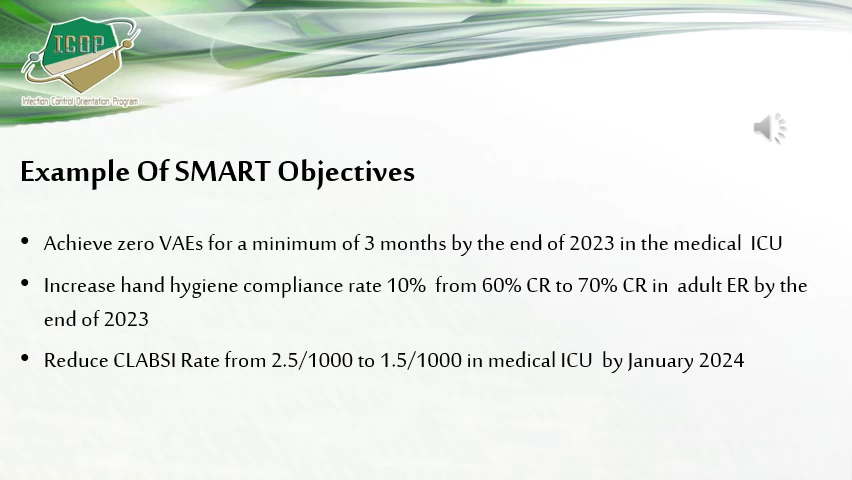 ICOP
Infection Control Orientation Program
Example Of SMART Objectives
• Achieve zero VAEs for a minimum of 3 months by the end of 2023 in the medical ICU
• Increase hand hygiene compliance rate 10% from 60% CR to 70% CR in adult ER by the
end of 2023
• Reduce CLABSI Rate from 2.5/1000 to 1.5/1000 in medical ICU by January 2024